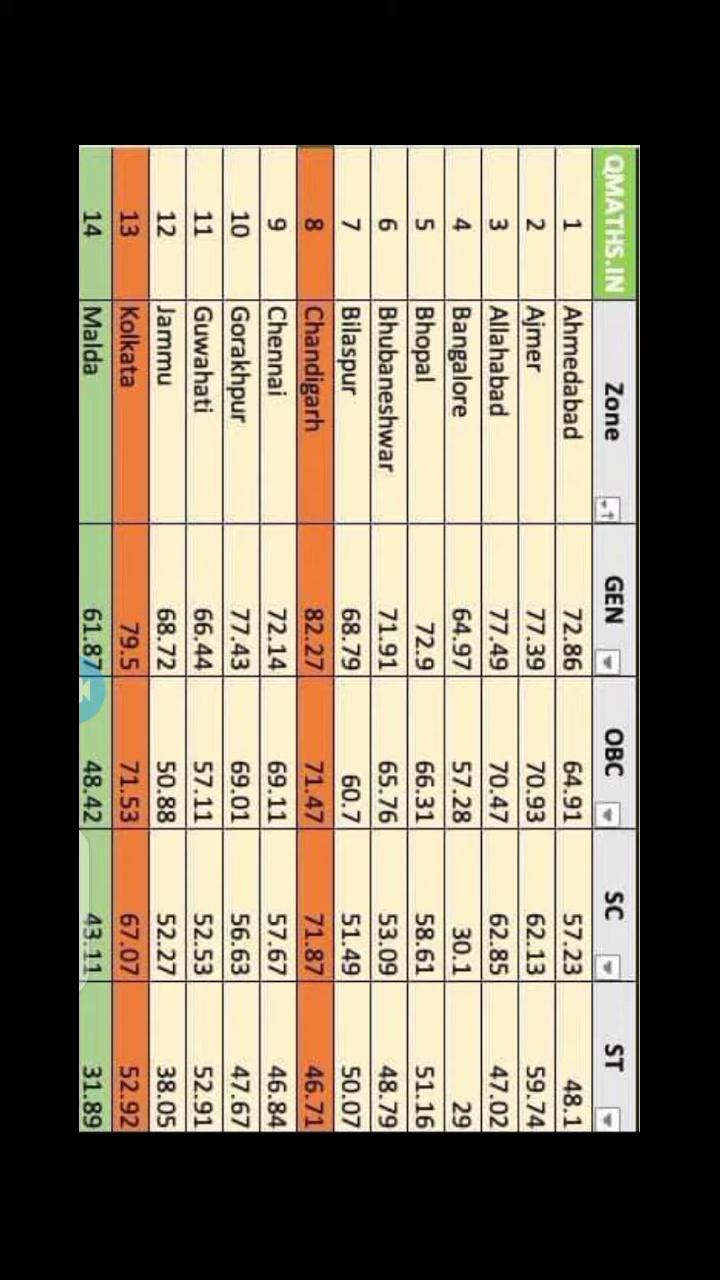 QMATHS.IN Zone GEN OBC SC ST
1 Ahmedabad 72.86 64.91 57.23 48.1
2 Ajmer 77.39 70.93 62.13 59.74
3 Allahabad 77.49 70.47 62.85 47.02
4 Bangalore 64.97 57.28 30.1 29
5 Bhopal 72.9 66.31 58.61 51.16
6 Bhubaneshwar 71.91 65.76 53.09 48.79
7 Bilaspur 68.79 60.7 51.49 50.07
8 Chandigarh 82.27 71.47 71.87 46.71
9 Chennai 72.14 69.11 57.67 46.84
10 Gorakhpur 77.43 69.01 56.63 47.67
11 Guwahati 66.44 57.11 52.53 52.91
12 Jammu 68.72 50.88 52.27 38.05
13 Kolkata 79.5 71.53 67.07 52.92
14 Malda 61.87 48.42 43.11 31.89